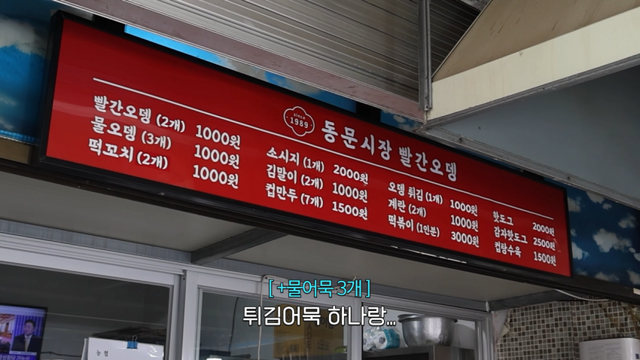 since
1989
동문시장 빨간오뎅
빨간오뎅 (2개) 1000원
물오뎅 (3개) 1000원
떡꼬치 (2개) 1000원
소시지 (1개) 2000원
김말이 (2개) 1000원
컵만두 (7개) 1500원
오뎅 튀김 (1개) 1000원
계란 (2개) 1000원
떡볶이 (1인분) 3000원
핫도그 2000원
감자핫도그 2500원
컵탕수육 1500원
[ +물어묵 3개 ]
튀김어묵 하나랑...